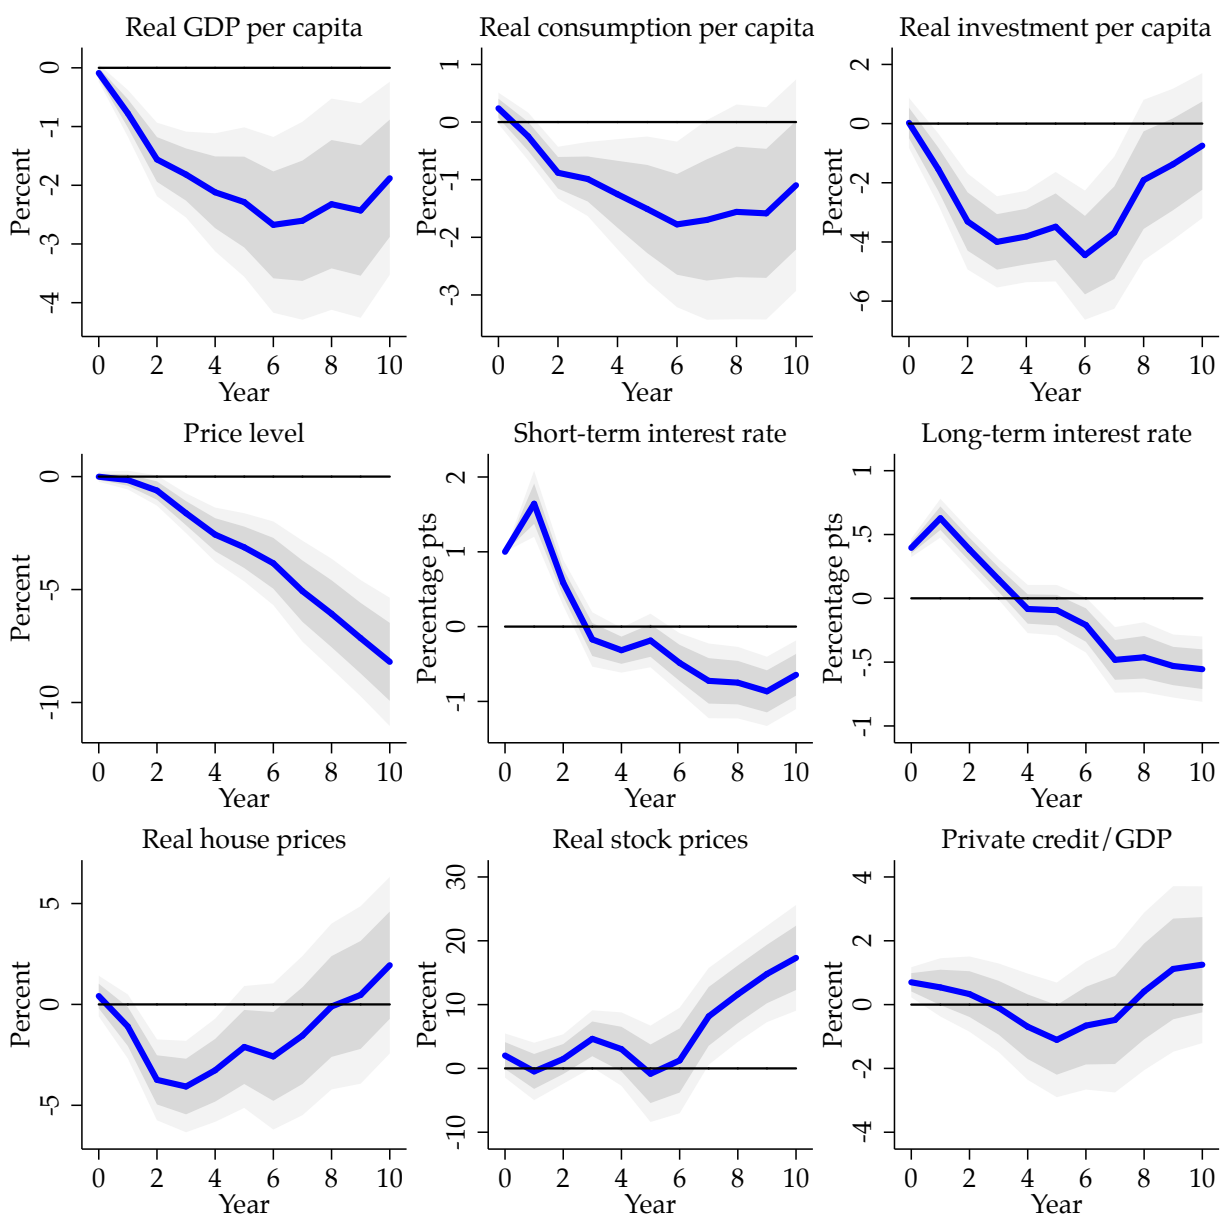 Real GDP per capita
Percent
0
-1
-2
-3
-4
0 2 4 6 8 10
Year
Real consumption per capita
Percent
1
0
-1
-2
-3
0 2 4 6 8 10
Year
Real investment per capita
Percent
2
0
-2
-4
-6
0 2 4 6 8 10
Year
Price level
Percent
0
-5
-10
0 2 4 6 8 10
Year
Short-term interest rate
Percentage pts
2
1
0
-1
0 2 4 6 8 10
Year
Long-term interest rate
Percentage pts
1
.5
0
-.5
-1
0 2 4 6 8 10
Year
Real house prices
Percent
5
0
-5
0 2 4 6 8 10
Year
Real stock prices
Percent
30
20
10
0
-10
0 2 4 6 8 10
Year
Private credit/GDP
Percent
4
2
0
-2
-4
0 2 4 6 8 10
Year